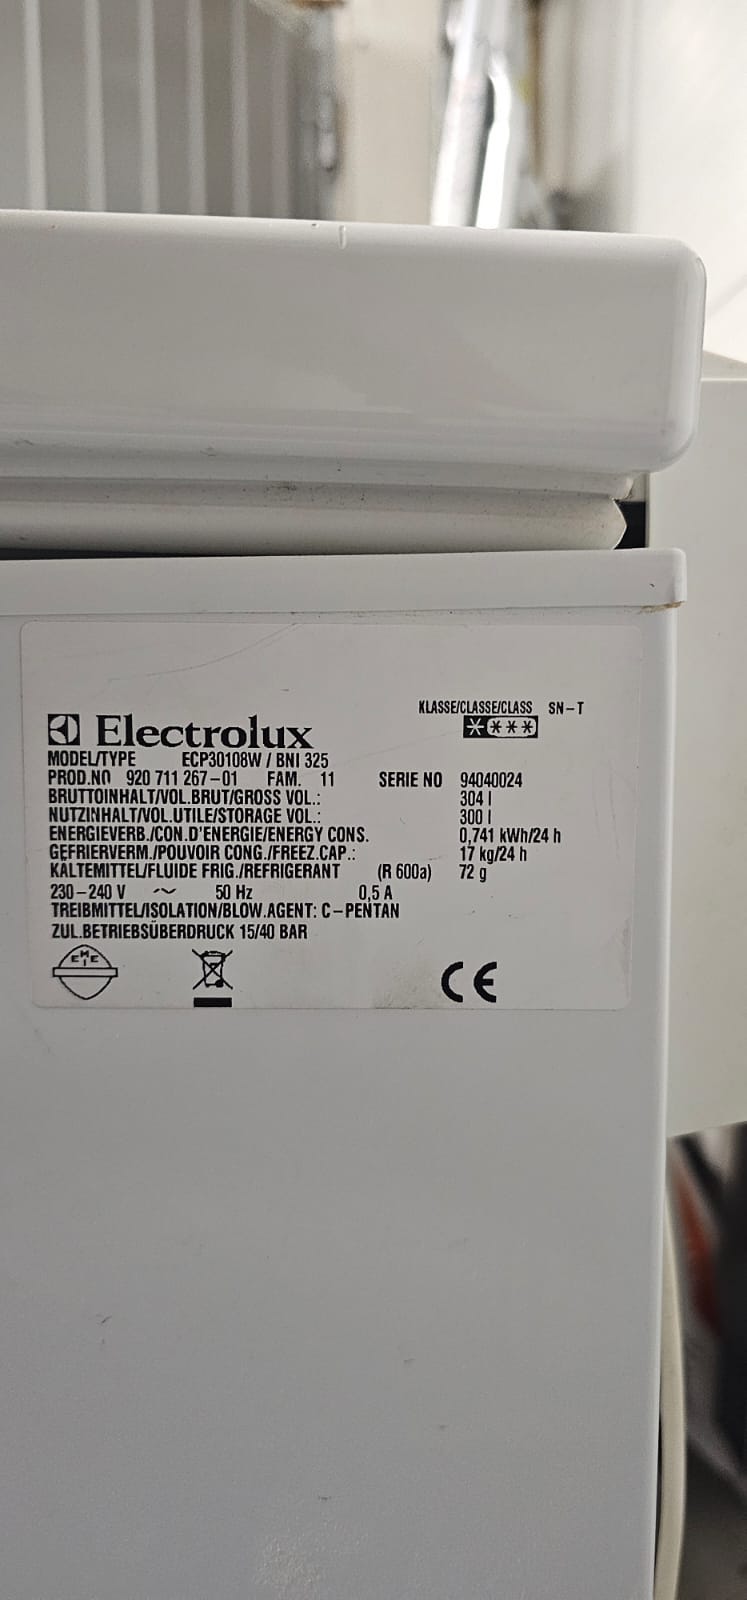 KLASSE/CLASSE/CLASS SN-T
Electrolux
MODEL/TYPE ECP30108W / BNI 325
PROD.NO 920 711 267-01 FAM. 11 SERIE NO 94040024
BRUTTOINHALT/VOL.BRUT/GROSS VOL.: 304 l
NUTZINHALT/VOL.UTILE/STORAGE VOL.: 300 l
ENERGIEVERB./CON.D'ENERGIE/ENERGY CONS. 0,741 kWh/24 h
GEFRIERVERM./POUVOIR CONG./FREEZ.CAP.: 17 kg/24 h
KÄLTEMITTEL/FLUIDE FRIG./REFRIGERANT (R 600a) 72 g
230-240 V ~ 50 Hz 0,5 A
TREIBMITTEL/ISOLATION/BLOW.AGENT: C-PENTAN
ZUL.BETRIEBSÜBERDRUCK 15/40 BAR
EMEI
CE